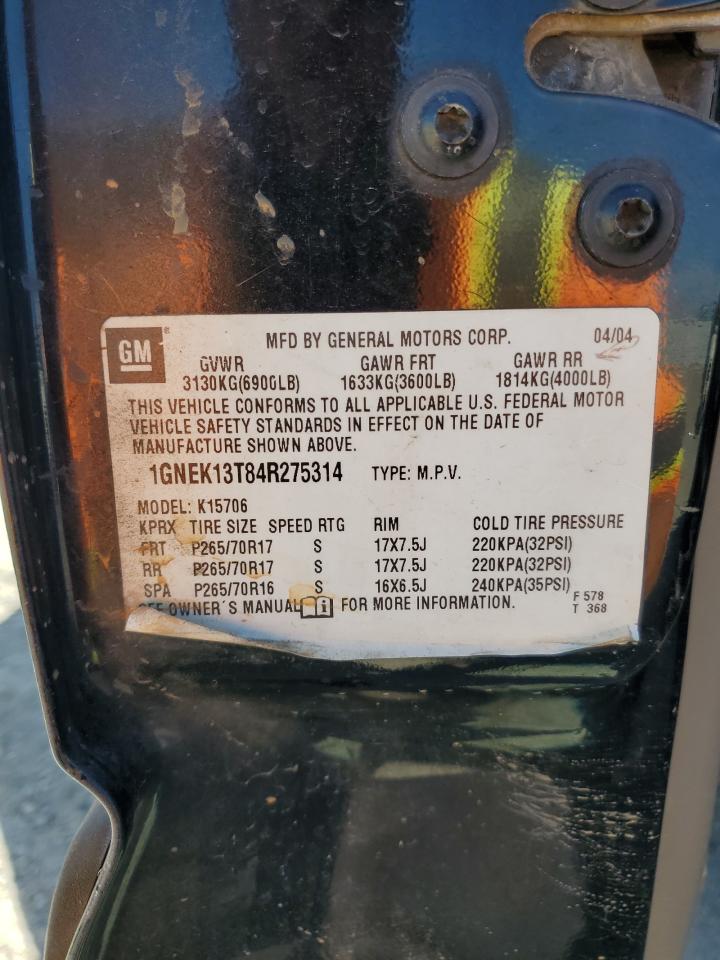 GM ® MFD BY GENERAL MOTORS CORP. 04/04
GVWR GAWR FRT GAWR RR
3130KG(6900LB) 1633KG(3600LB) 1814KG(4000LB)
THIS VEHICLE CONFORMS TO ALL APPLICABLE U.S. FEDERAL MOTOR
VEHICLE SAFETY STANDARDS IN EFFECT ON THE DATE OF
MANUFACTURE SHOWN ABOVE.
1GNEK13T84R275314 TYPE: M.P.V.
MODEL: K15706
KPRX TIRE SIZE SPEED RTG RIM COLD TIRE PRESSURE
FRT P265/70R17 S 17X7.5J 220KPA(32PSI)
RR P265/70R17 S 17X7.5J 220KPA(32PSI)
SPA P265/70R16 S 16X6.5J 240KPA(35PSI)
SEE OWNER'S MANUAL i FOR MORE INFORMATION.
F 578
T 368